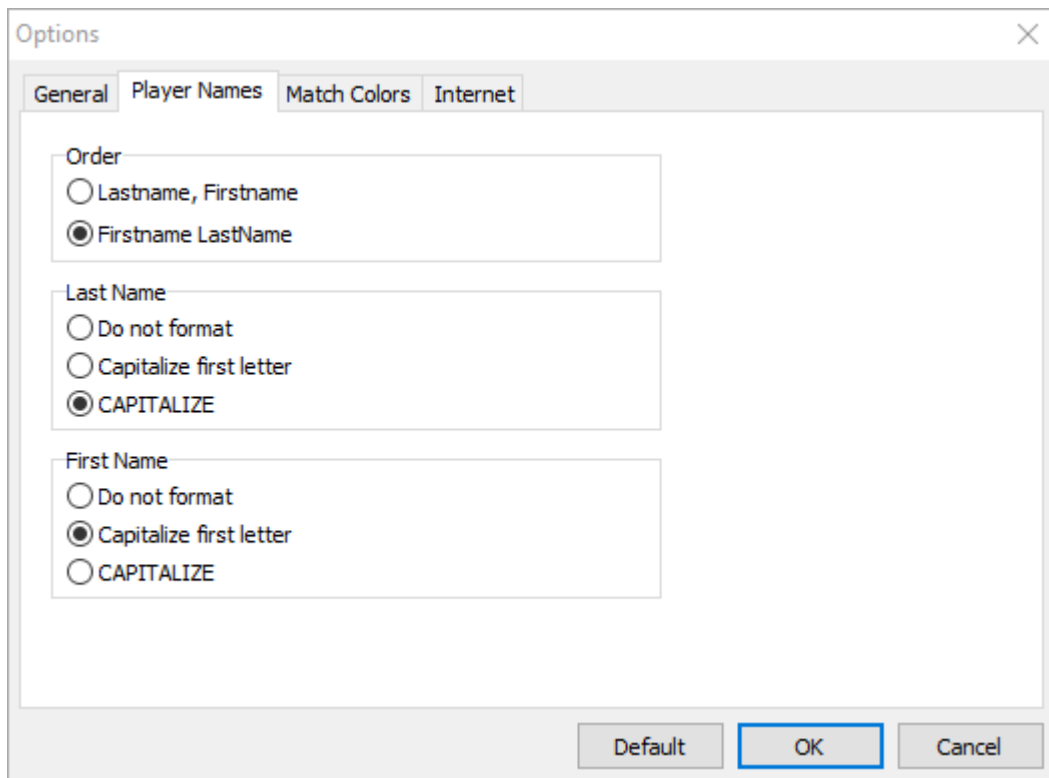 Options
General Player Names Match Colors Internet
Order
Lastname, Firstname
Firstname LastName
Last Name
Do not format
Capitalize first letter
CAPITALIZE
First Name
Do not format
Capitalize first letter
CAPITALIZE
Default OK Cancel